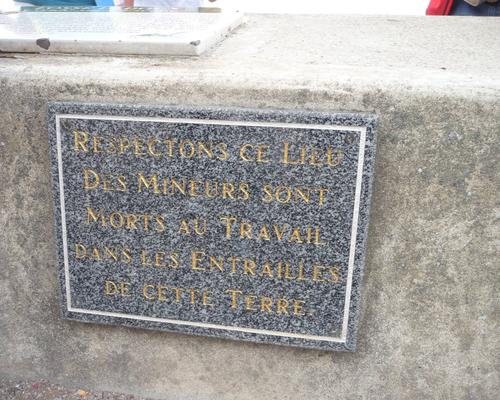 RESPECTONS CE LIEU
DES MINEURS SONT
MORTS AU TRAVAIL
DANS LES ENTRAILLES
DE CETTE TERRE.